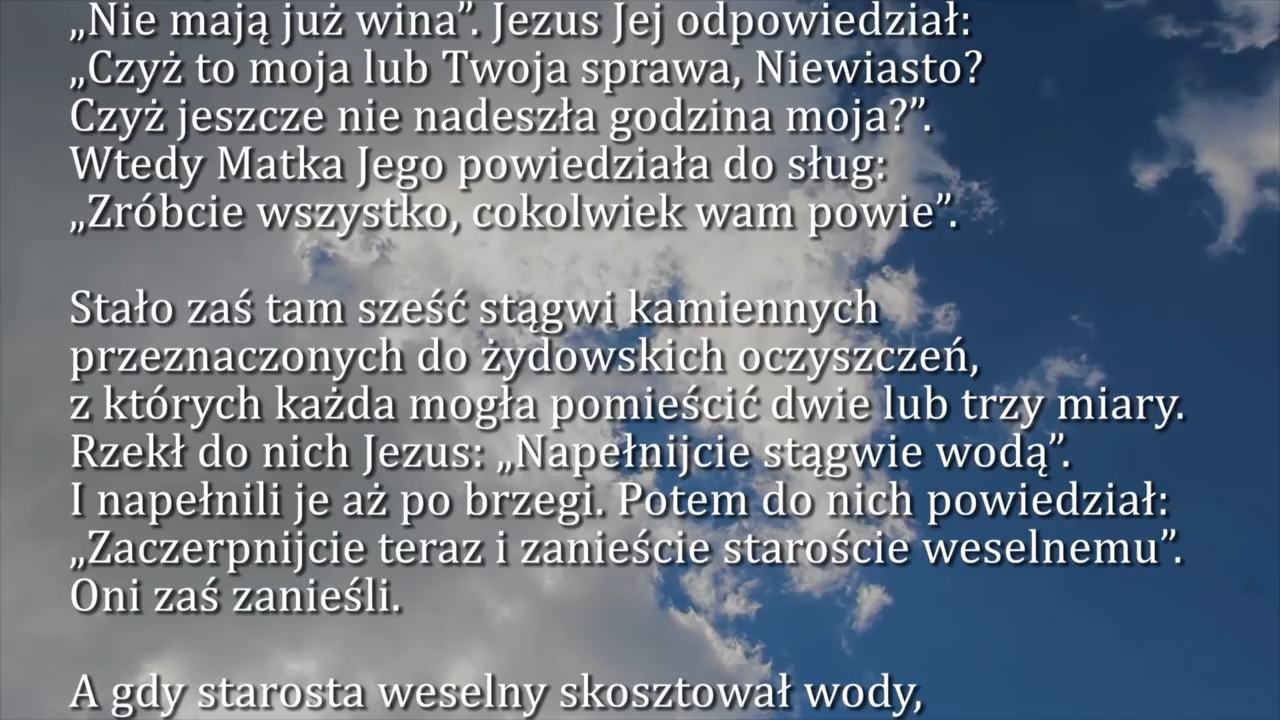 „Nie mają już wina”. Jezus Jej odpowiedział:
„Czyż to moja lub Twoja sprawa, Niewiasto?
Czyż jeszcze nie nadeszła godzina moja?”.
Wtedy Matka Jego powiedziała do sług:
„Zróbcie wszystko, cokolwiek wam powie”.
Stało zaś tam sześć stągwi kamiennych
przeznaczonych do żydowskich oczyszczeń,
z których każda mogła pomieścić dwie lub trzy miary.
Rzekł do nich Jezus: „Napełnijcie stągwie wodą”.
I napełnili je aż po brzegi. Potem do nich powiedział:
„Zaczerpnijcie teraz i zanieście staroście weselnemu”.
Oni zaś zanieśli.
A gdy starosta weselny skosztował wody,